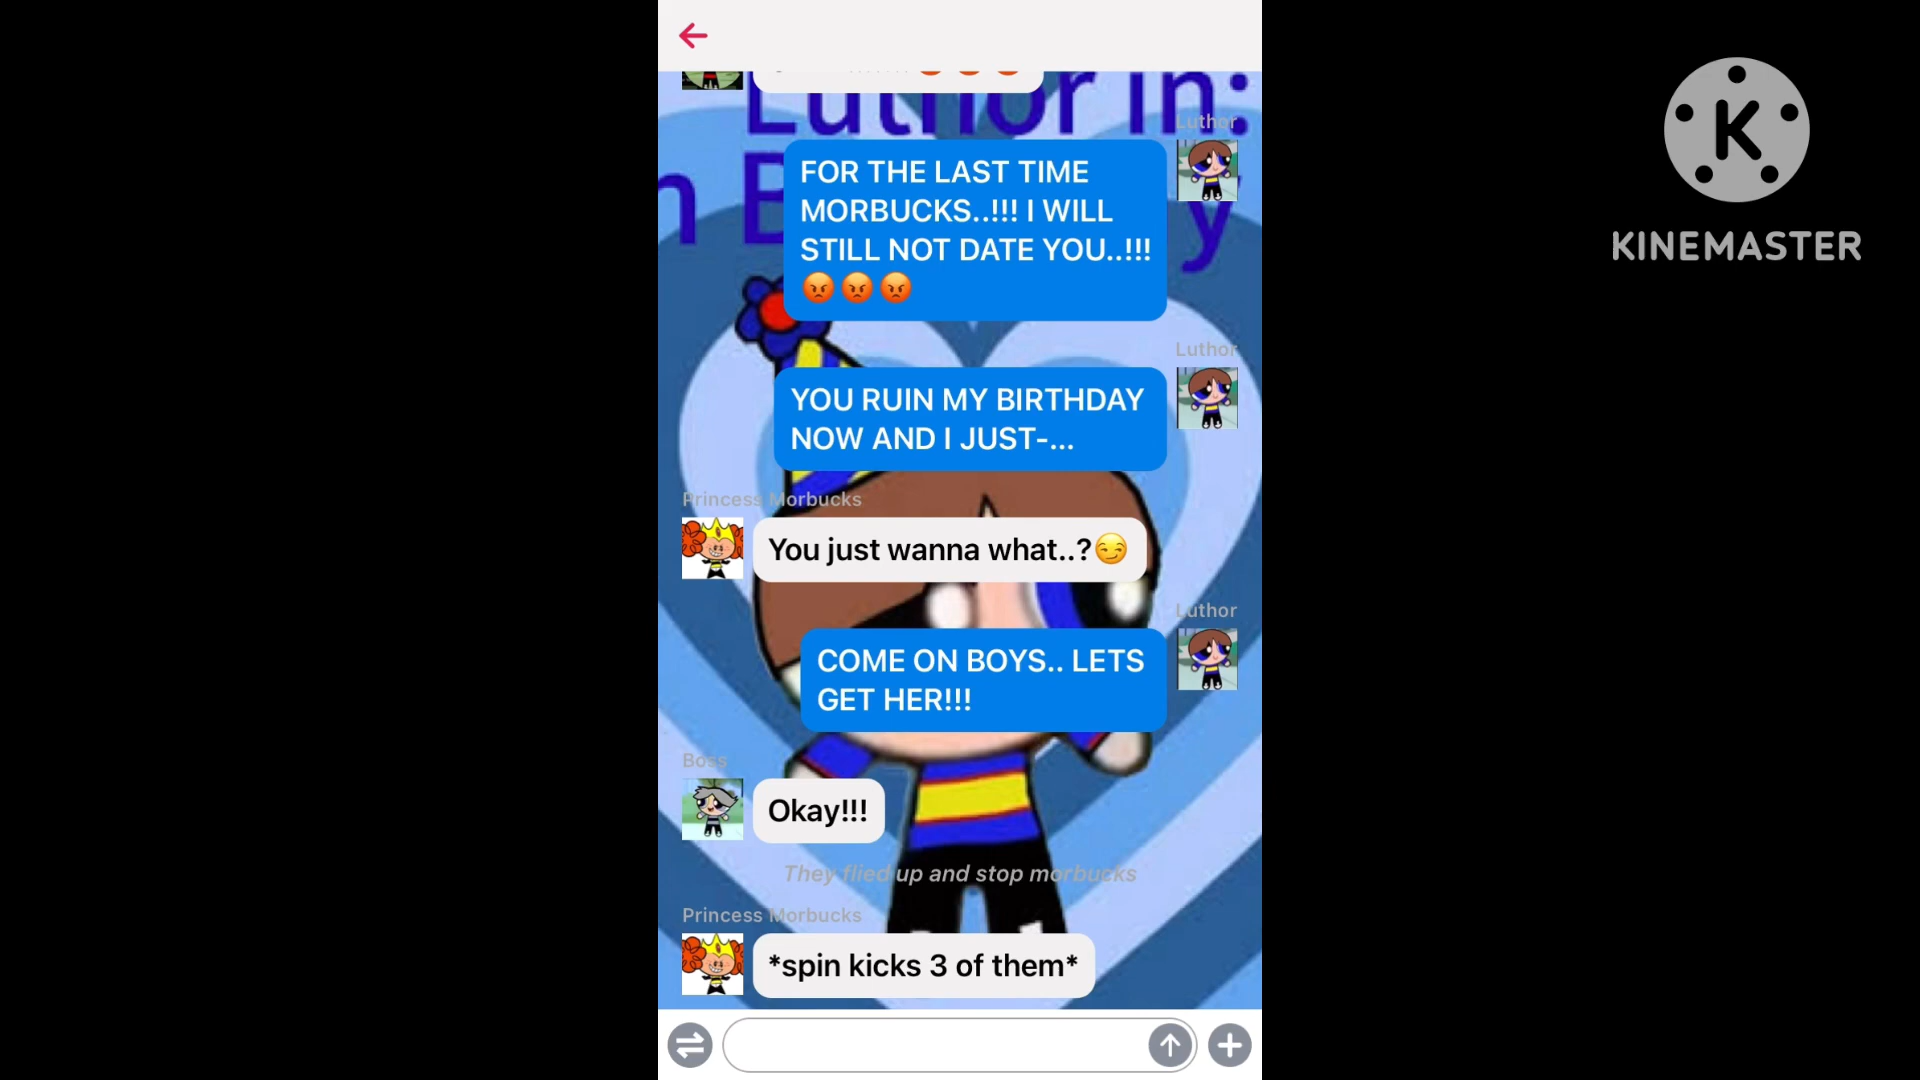 Luthor in:
Luthor
FOR THE LAST TIME
MORBUCKS..!!! I WILL
STILL NOT DATE YOU..!!!
😡😡😡
Luthor
YOU RUIN MY BIRTHDAY
NOW AND I JUST-...
Princess Morbucks
You just wanna what..?😏
Luthor
COME ON BOYS.. LETS
GET HER!!!
Boss
Okay!!!
They flied up and stop morbucks
Princess Morbucks
*spin kicks 3 of them*
K
KINEMASTER